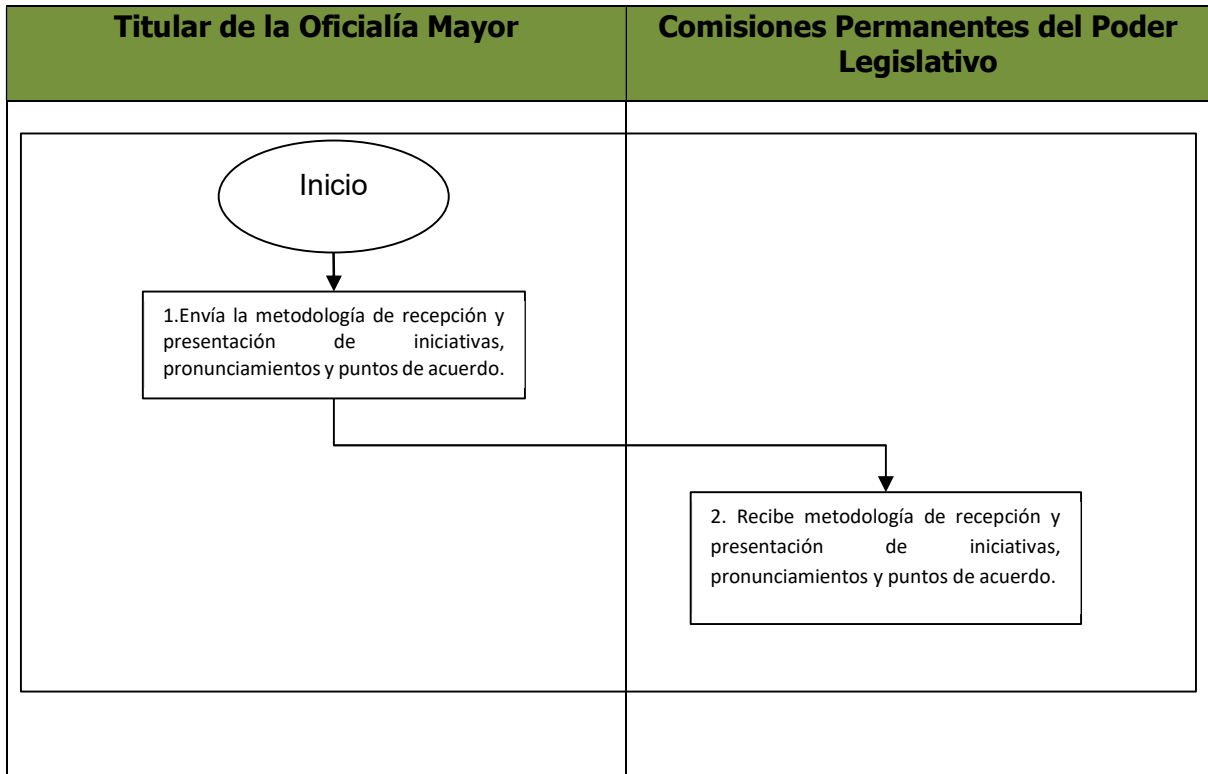 Titular de la Oficialía Mayor
Comisiones Permanentes del Poder
Legislativo
Inicio
1.Envía la metodología de recepción y
presentación de iniciativas,
pronunciamientos y puntos de acuerdo.
2. Recibe metodología de recepción y
presentación de iniciativas,
pronunciamientos y puntos de acuerdo.